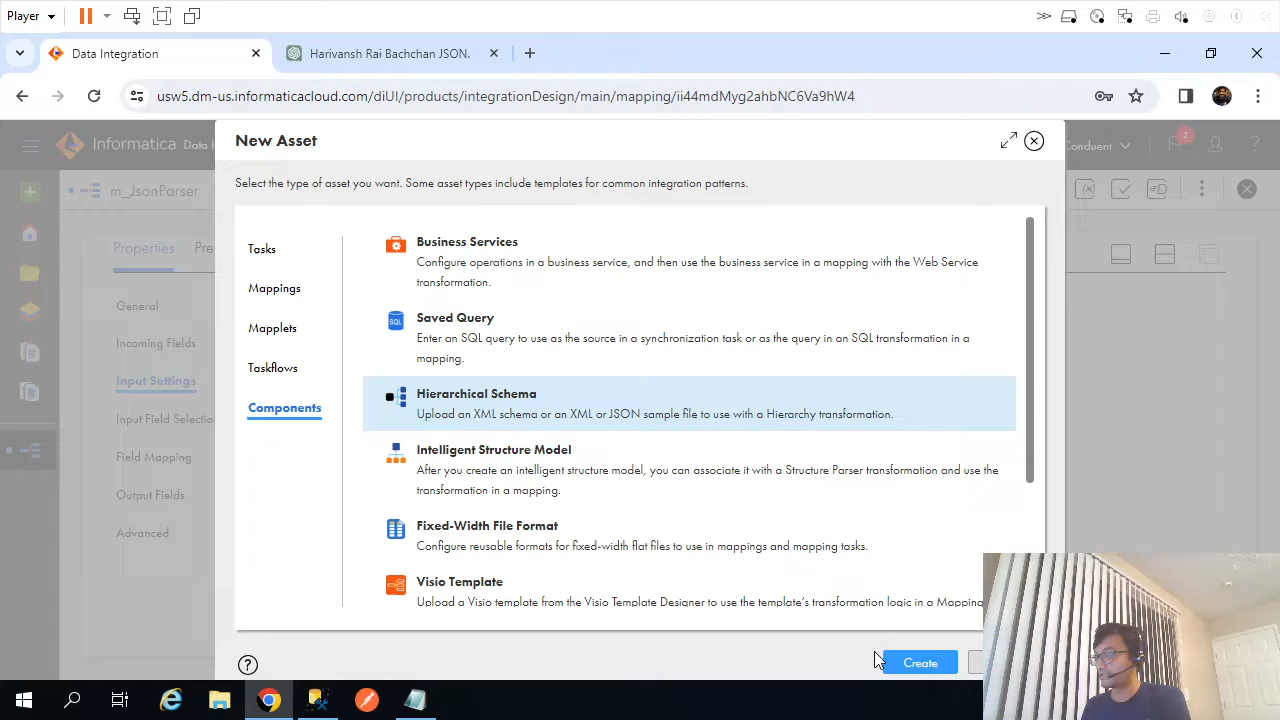 Player
Data Integration
Harivansh Rai Bachchan JSON.
usw5.dm-us.informaticacloud.com/diUI/products/integrationDesign/main/mapping/ii44mdMyg2ahbNC6Va9hW4
Informatica Data I
Conduent
2
m_JsonParser
Properties Pre
General
Incoming Fields
Input Settings
Input Field Selectio
Field Mapping
Output Fields
Advanced
New Asset
Select the type of asset you want. Some asset types include templates for common integration patterns.
Tasks
Mappings
Mapplets
Taskflows
Components
Business Services
Configure operations in a business service, and then use the business service in a mapping with the Web Service
transformation.
SQL
Saved Query
Enter an SQL query to use as the source in a synchronization task or as the query in an SQL transformation in a
mapping.
Hierarchical Schema
Upload an XML schema or an XML or JSON sample file to use with a Hierarchy transformation.
Intelligent Structure Model
After you create an intelligent structure model, you can associate it with a Structure Parser transformation and use the
transformation in a mapping.
Fixed-Width File Format
Configure reusable formats for fixed-width flat files to use in mappings and mapping tasks.
Visio Template
Upload a Visio template from the Visio Template Designer to use the template's transformation logic in a Mapping
?
Create